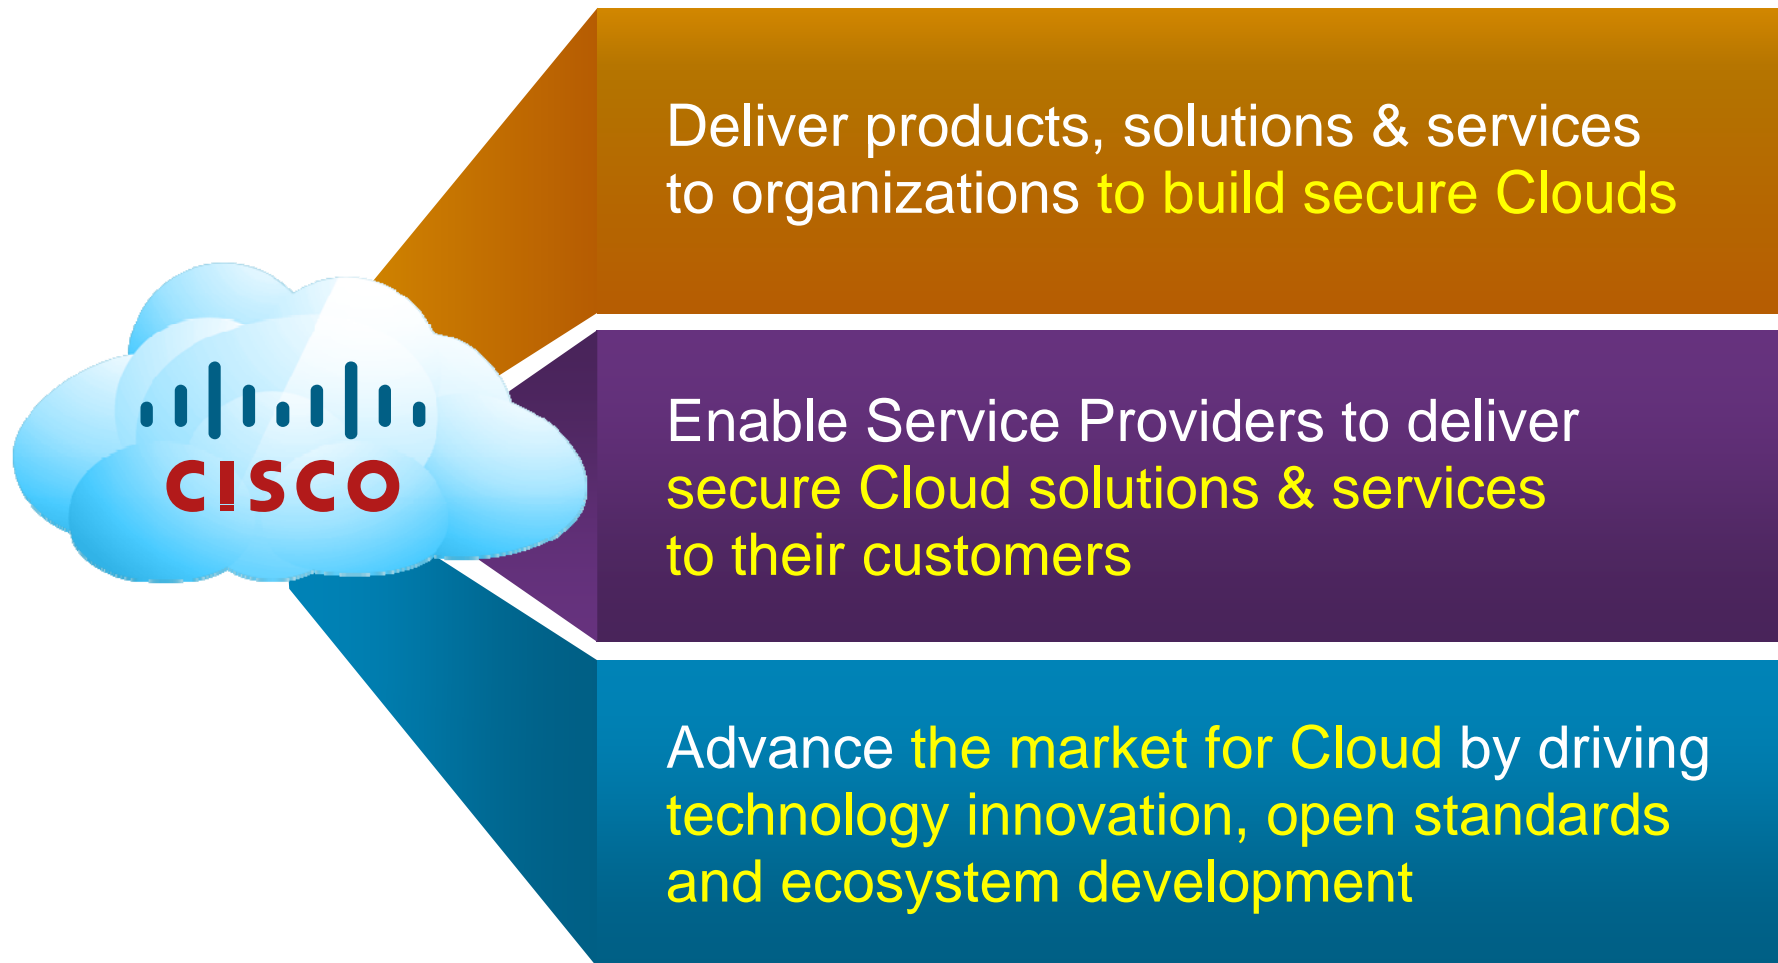 CISCO
Deliver products, solutions & services
to organizations to build secure Clouds
Enable Service Providers to deliver
secure Cloud solutions & services
to their customers
Advance the market for Cloud by driving
technology innovation, open standards
and ecosystem development